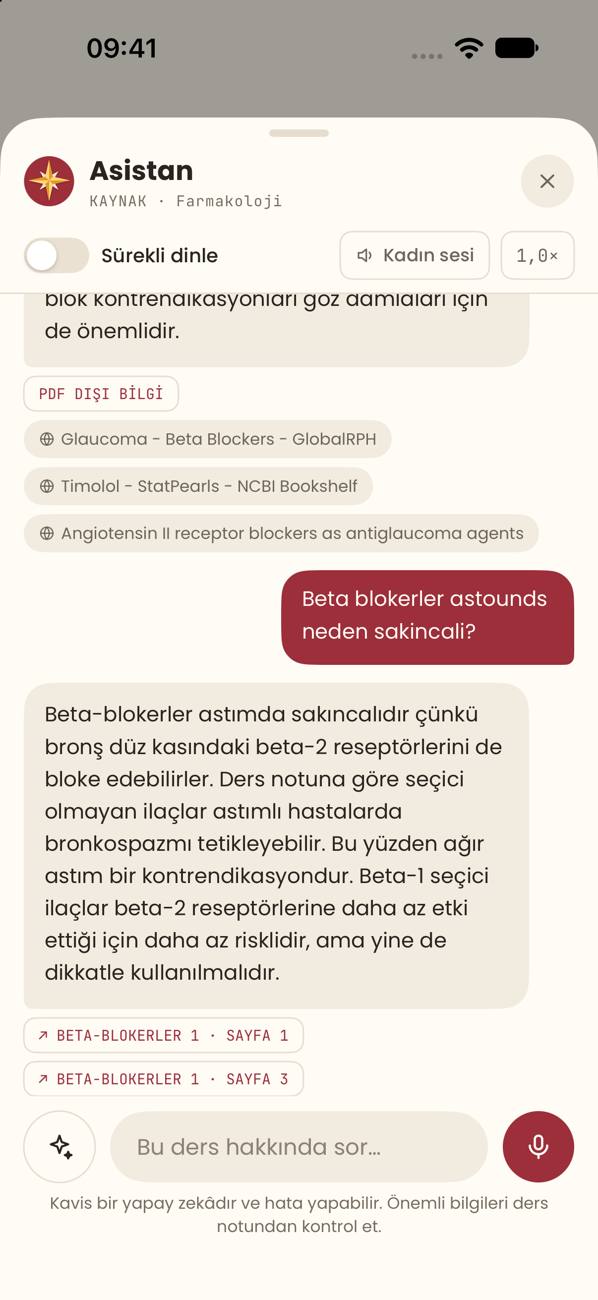 09:41
Asistan
KAYNAK · Farmakoloji
Sürekli dinle
Kadın sesi
1,0×
blok kontrendikasyonları göz damlaları için
de önemlidir.
PDF DIŞI BİLGİ
Glaucoma - Beta Blockers - GlobalRPH
Timolol - StatPearls - NCBI Bookshelf
Angiotensin II receptor blockers as antiglaucoma agents
Beta blokerler astounds
neden sakincali?
Beta-blokerler astımda sakıncalıdır çünkü
bronş düz kasındaki beta-2 reseptörlerini de
bloke edebilirler. Ders notuna göre seçici
olmayan ilaçlar astımlı hastalarda
bronkospazmı tetikleyebilir. Bu yüzden ağır
astım bir kontrendikasyondur. Beta-1 seçici
ilaçlar beta-2 reseptörlerine daha az etki
ettiği için daha az risklidir, ama yine de
dikkatle kullanılmalıdır.
↗ BETA-BLOKERLER 1 · SAYFA 1
↗ BETA-BLOKERLER 1 · SAYFA 3
Bu ders hakkında sor…
Kavis bir yapay zekâdır ve hata yapabilir. Önemli bilgileri ders
notundan kontrol et.